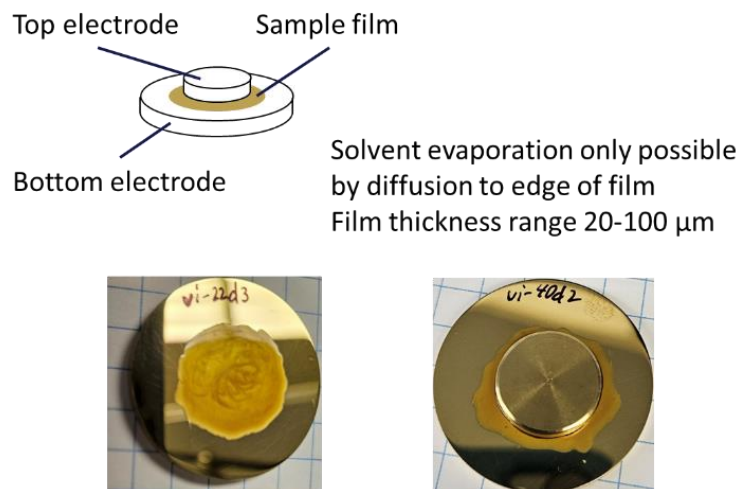 Top electrode
Sample film
Bottom electrode
Solvent evaporation only possible
by diffusion to edge of film
Film thickness range 20-100 μm
vi-22d3
vi-40d2